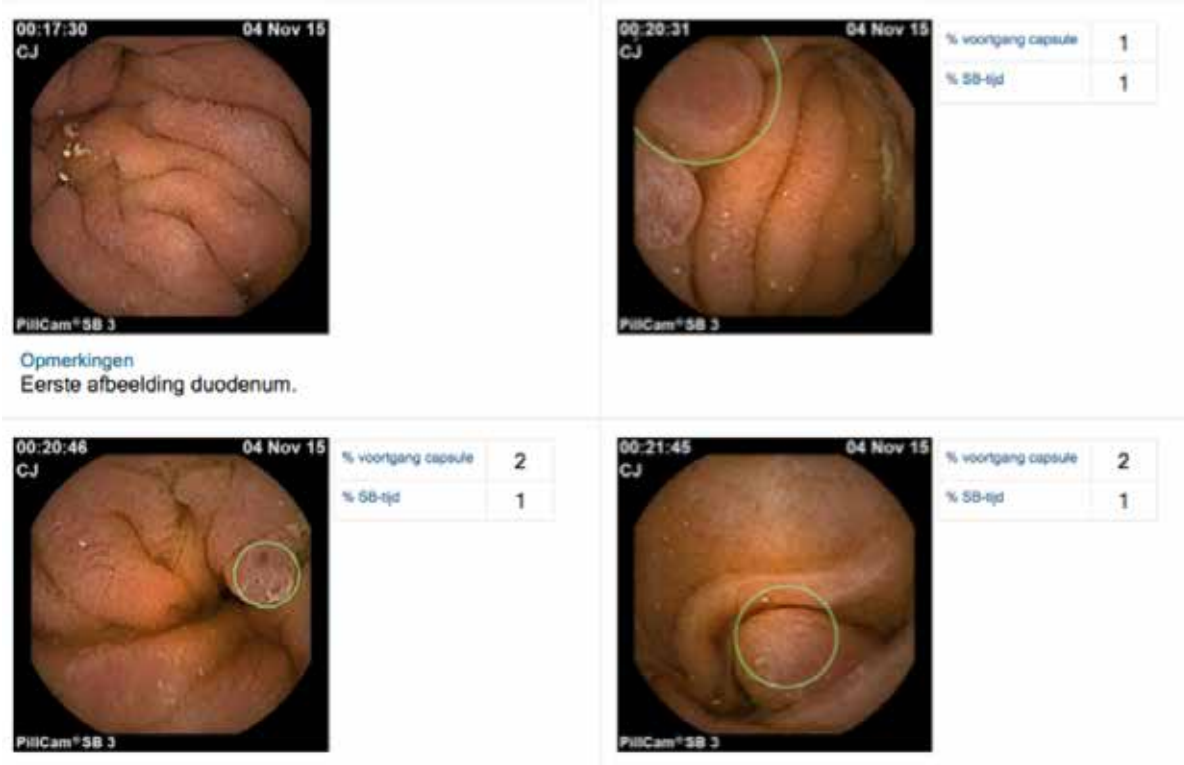 00:17:30 04 Nov 15
CJ
PillCam® SB 3
Opmerkingen
Eerste afbeelding duodenum.
00:20:31 04 Nov 15
CJ
PillCam® SB 3
% voortgang capsule 1
% SB-tijd 1
00:20:46 04 Nov 15
CJ
PillCam® SB 3
% voortgang capsule 2
% SB-tijd 1
00:21:45 04 Nov 15
CJ
PillCam® SB 3
% voortgang capsule 2
% SB-tijd 1